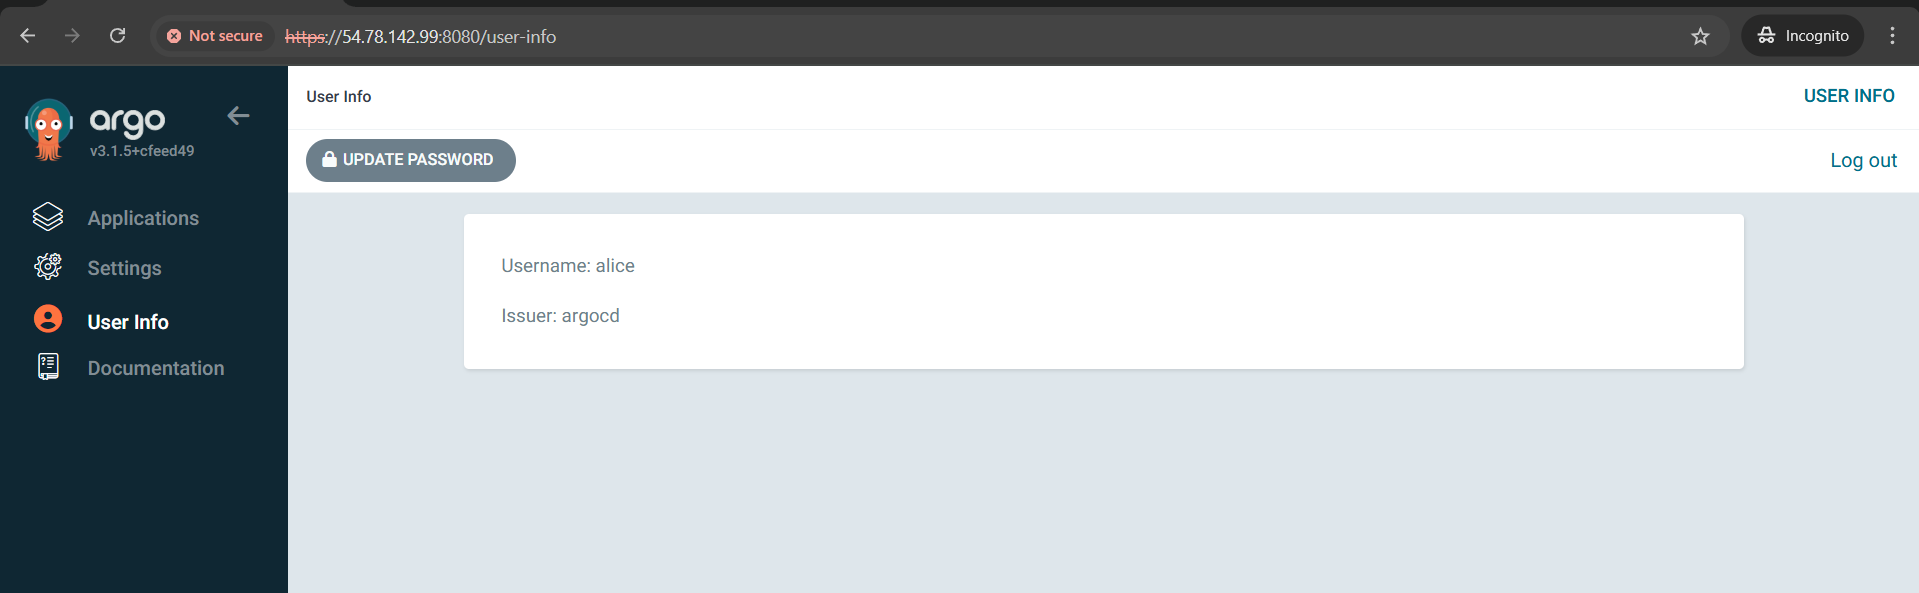 Not secure https://54.78.142.99:8080/user-info Incognito
argo
v3.1.5+cfeed49
Applications
Settings
User Info
Documentation
User Info USER INFO
UPDATE PASSWORD Log out
Username: alice
Issuer: argocd